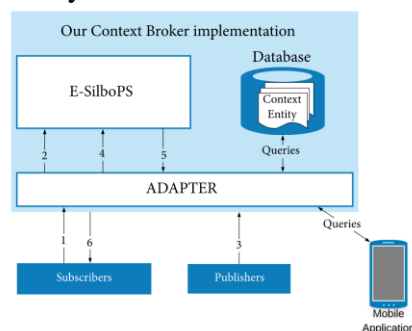 Our Context Broker implementation
Database
E-SilboPS
Context
Entity
2
4
5
Queries
ADAPTER
Queries
1
6
3
Subscribers
Publishers
Mobile
Application